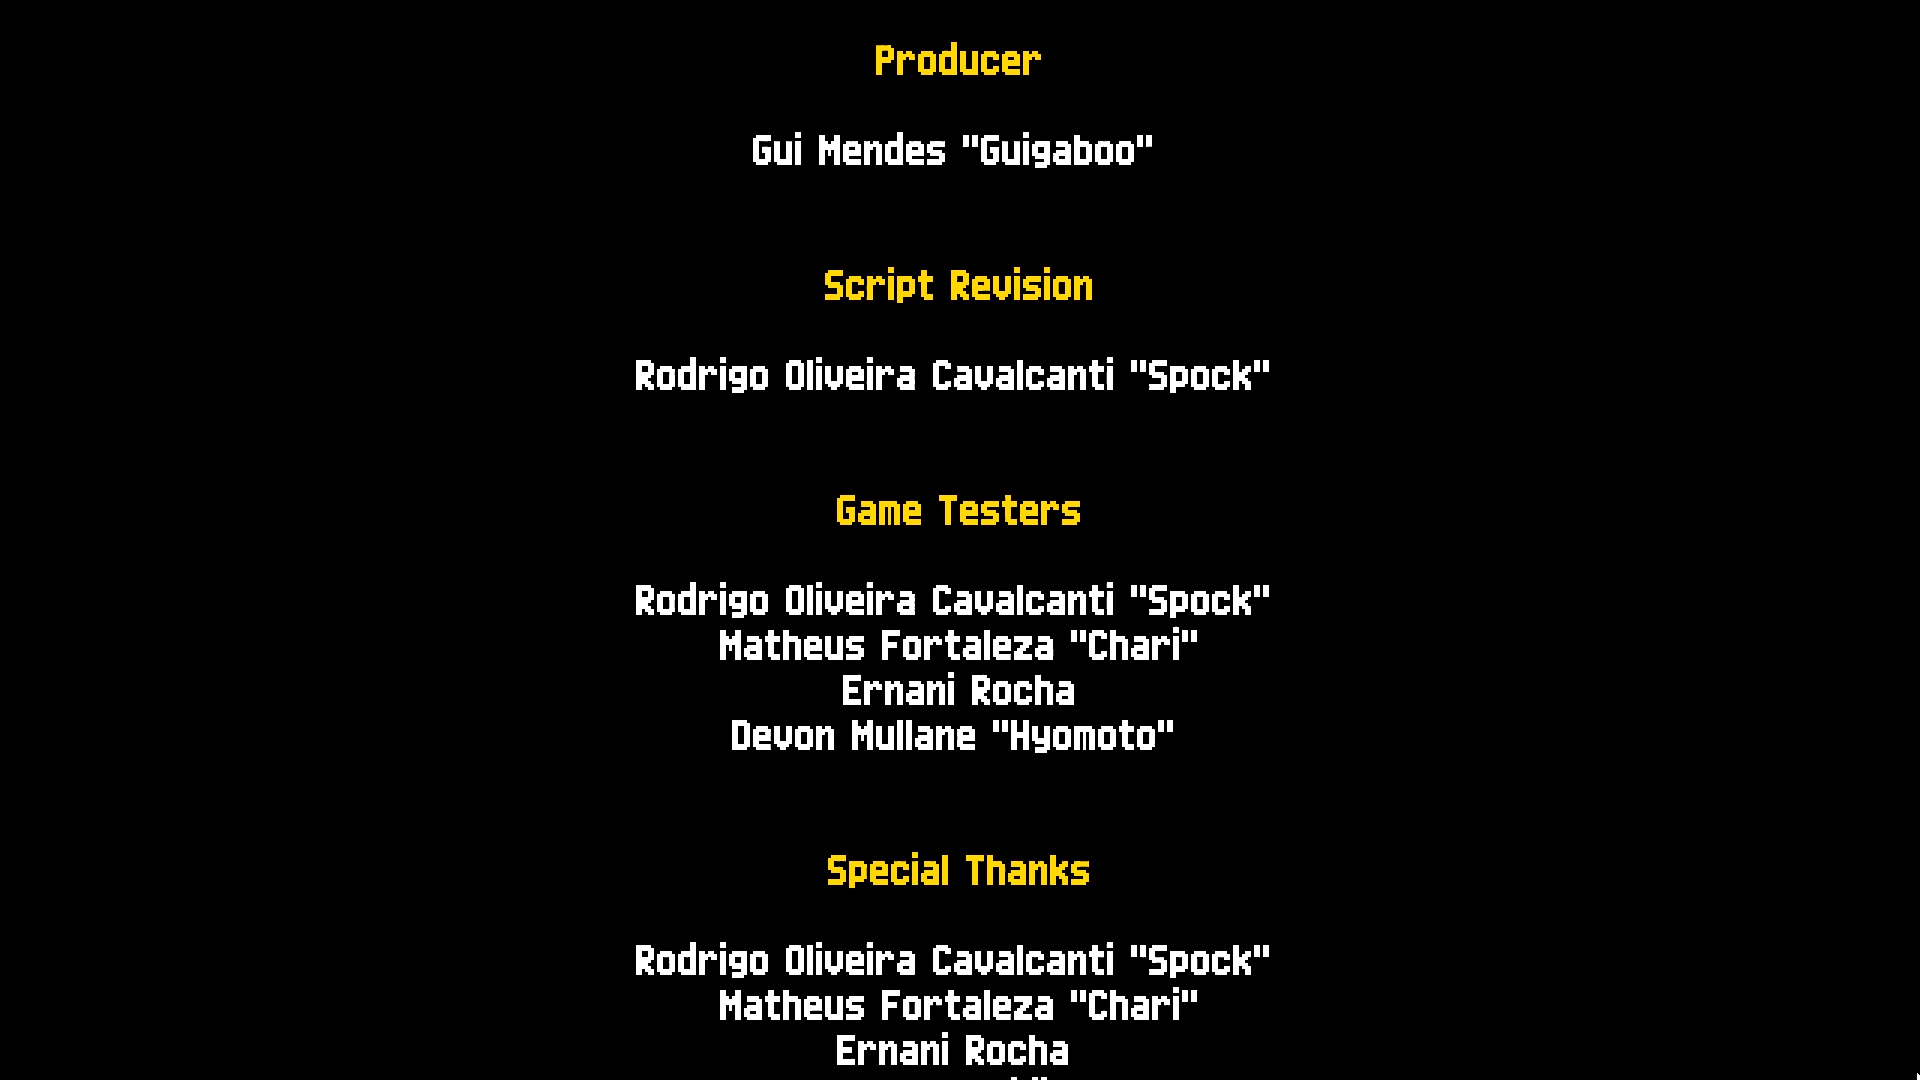 Producer
Gui Mendes "Guigaboo"
Script Revision
Rodrigo Oliveira Cavalcanti "Spock"
Game Testers
Rodrigo Oliveira Cavalcanti "Spock"
Matheus Fortaleza "Chari"
Ernani Rocha
Devon Mullane "Hyomoto"
Special Thanks
Rodrigo Oliveira Cavalcanti "Spock"
Matheus Fortaleza "Chari"
Ernani Rocha